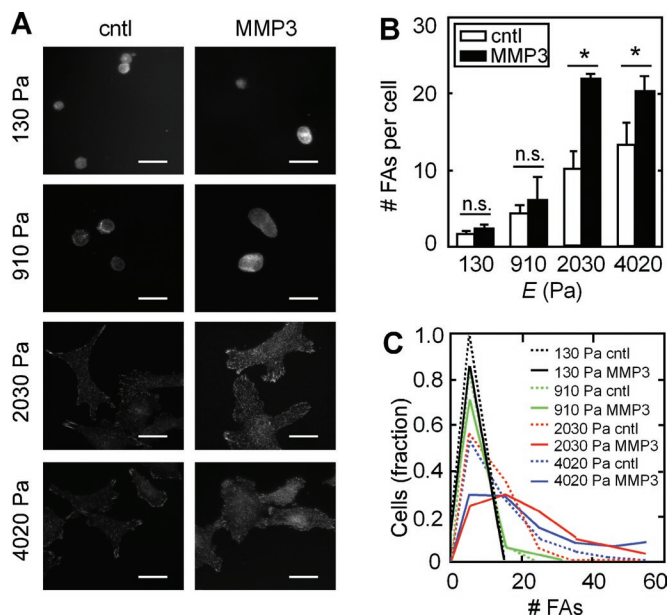 A
cntl
MMP3
130 Pa
910 Pa
2030 Pa
4020 Pa
B
cntl
MMP3
# FAs per cell
20
10
0
n.s.
n.s.
*
*
130
910
2030
4020
E (Pa)
C
Cells (fraction)
1.0
0.8
0.6
0.4
0.2
0
130 Pa cntl
130 Pa MMP3
910 Pa cntl
910 Pa MMP3
2030 Pa cntl
2030 Pa MMP3
4020 Pa cntl
4020 Pa MMP3
0
20
40
60
# FAs